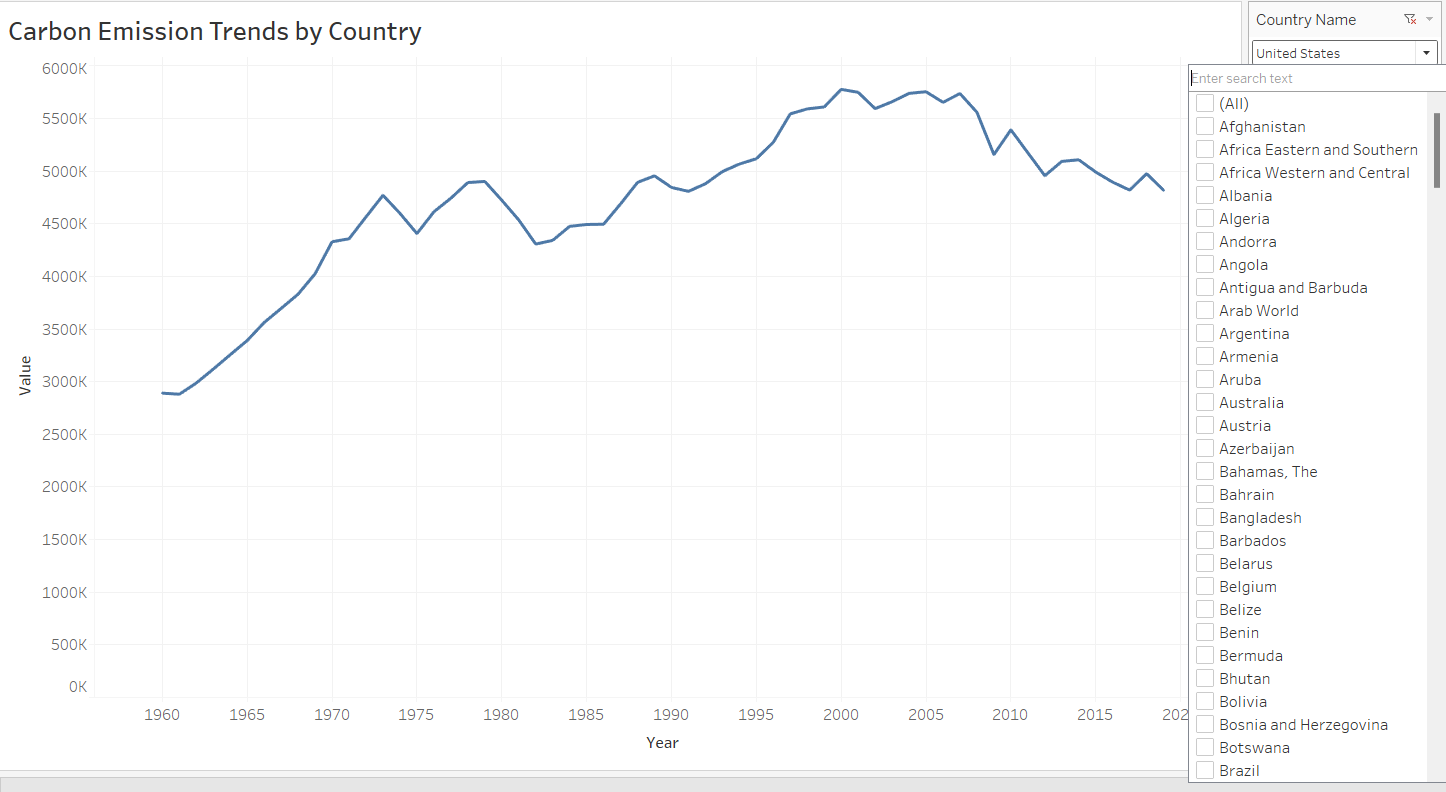 Carbon Emission Trends by Country
6000K
5500K
5000K
4500K
4000K
3500K
3000K
2500K
2000K
1500K
1000K
500K
0K
Value
1960 1965 1970 1975 1980 1985 1990 1995 2000 2005 2010 2015 202
Year
Country Name
United States
Enter search text
(All)
Afghanistan
Africa Eastern and Southern
Africa Western and Central
Albania
Algeria
Andorra
Angola
Antigua and Barbuda
Arab World
Argentina
Armenia
Aruba
Australia
Austria
Azerbaijan
Bahamas, The
Bahrain
Bangladesh
Barbados
Belarus
Belgium
Belize
Benin
Bermuda
Bhutan
Bolivia
Bosnia and Herzegovina
Botswana
Brazil